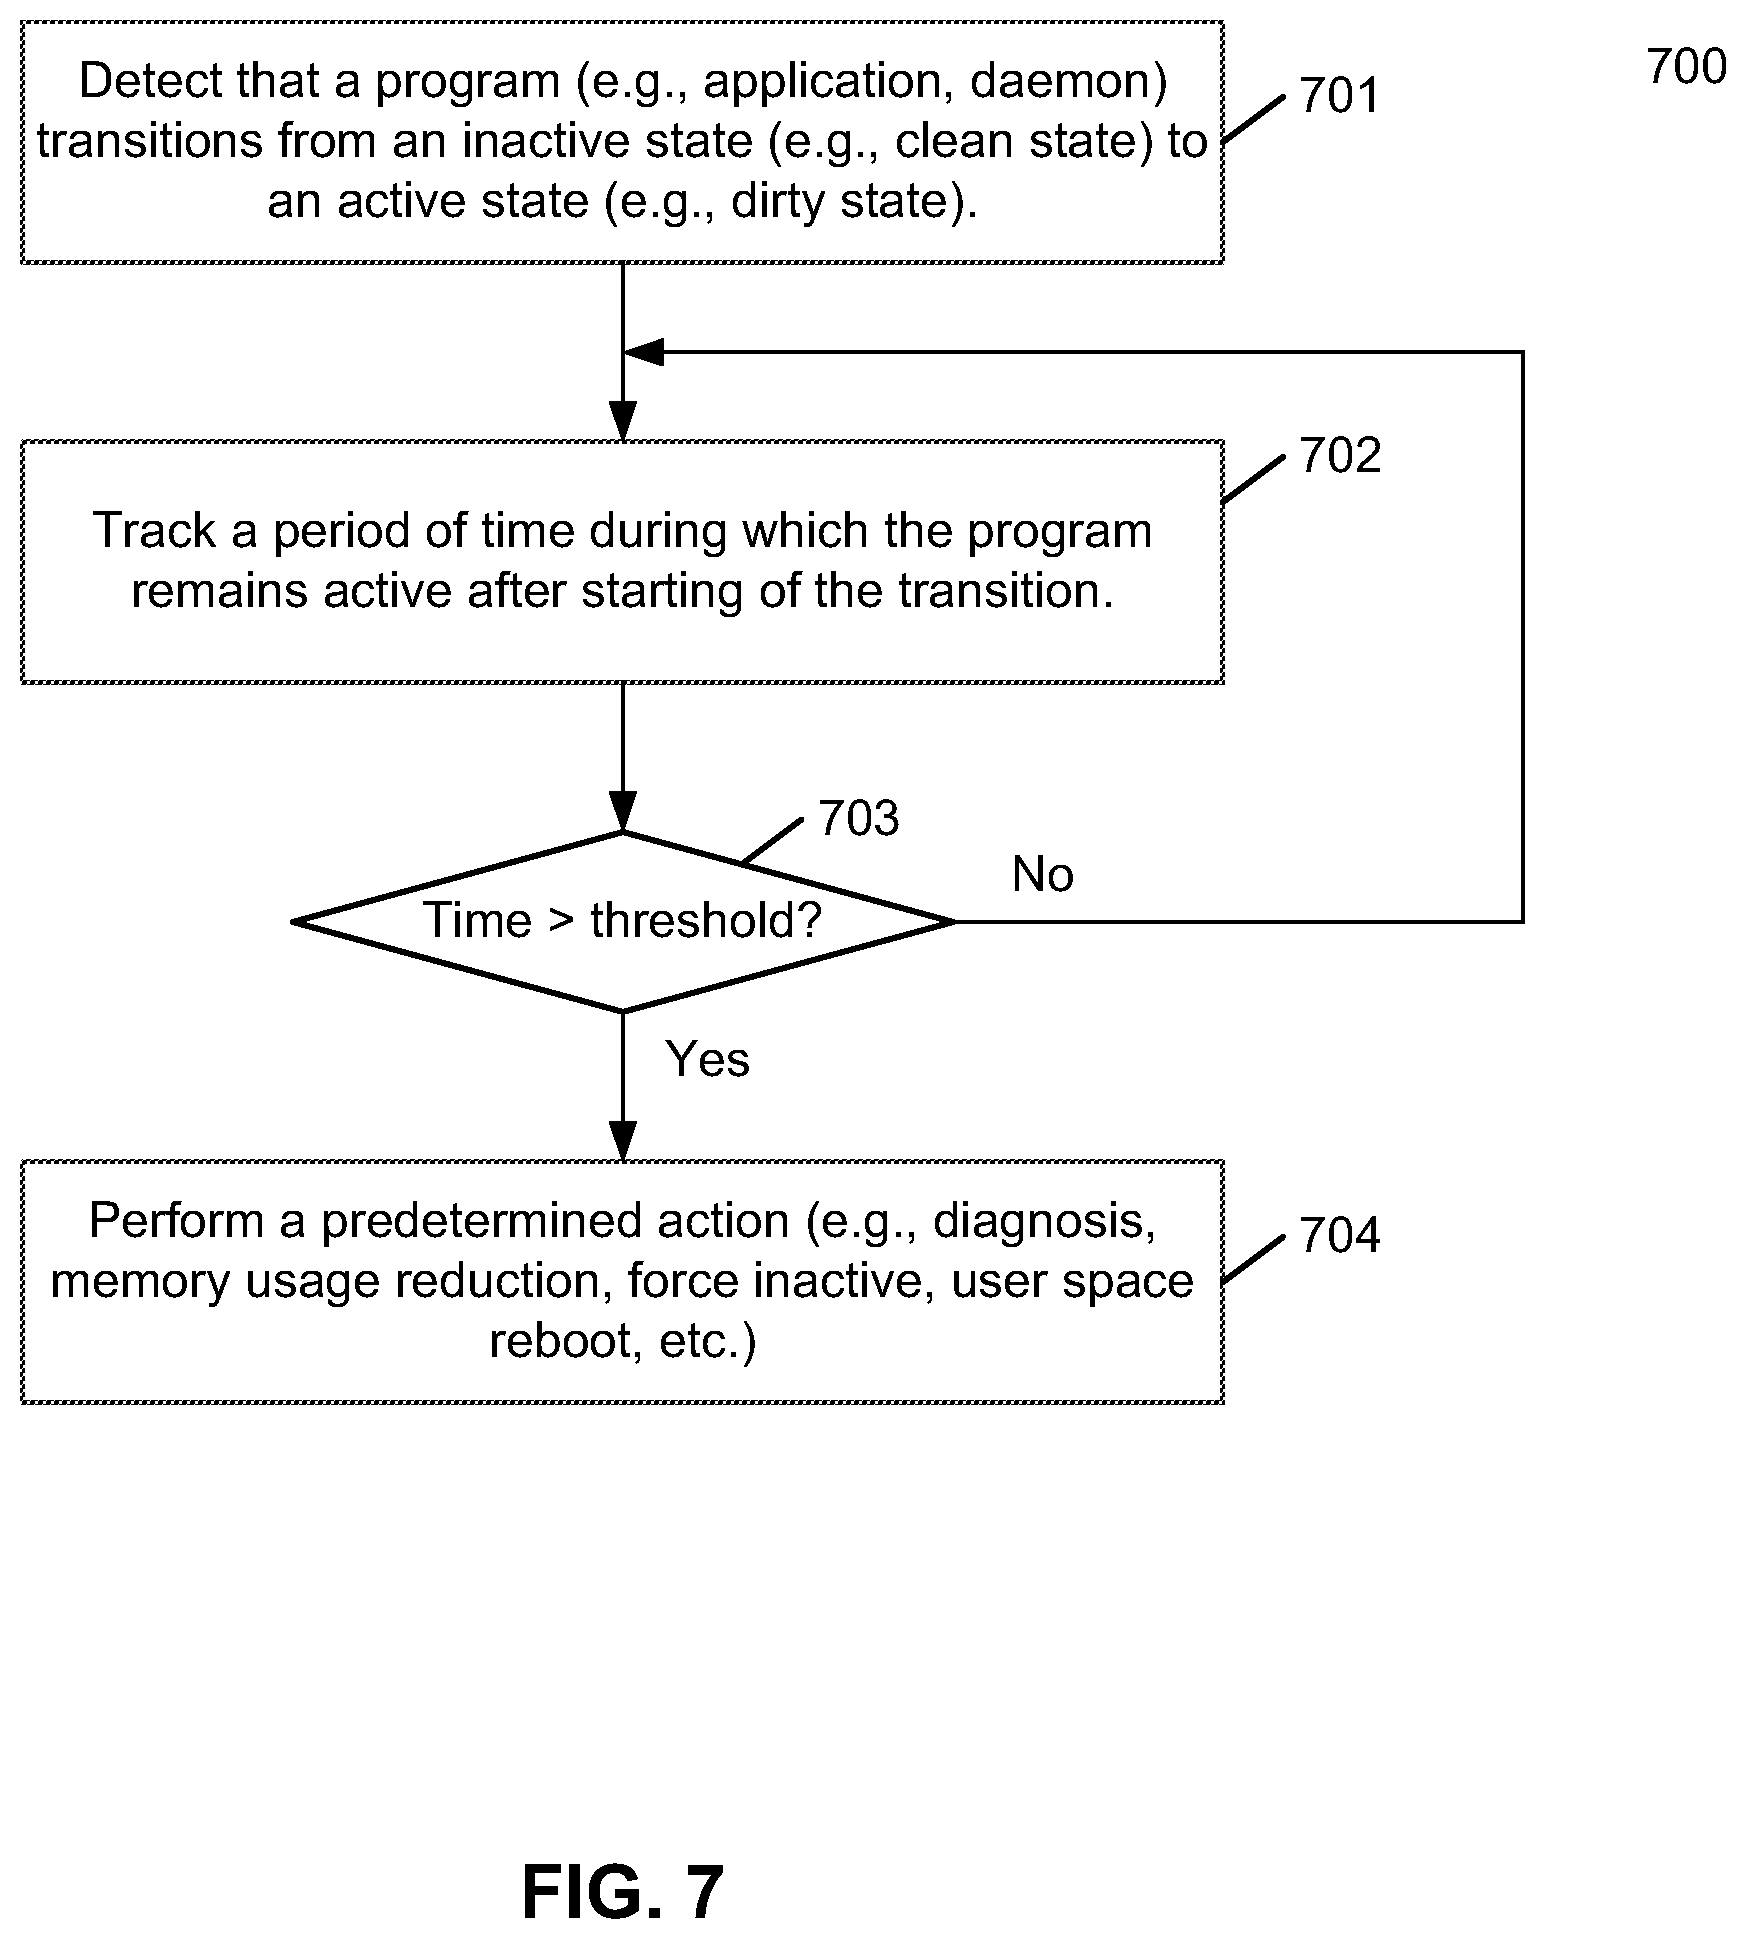 700
Detect that a program (e.g., application, daemon)
transitions from an inactive state (e.g., clean state) to
an active state (e.g., dirty state).
701
Track a period of time during which the program
remains active after starting of the transition.
702
703
Time > threshold?
No
Yes
Perform a predetermined action (e.g., diagnosis,
memory usage reduction, force inactive, user space
reboot, etc.)
704
FIG. 7